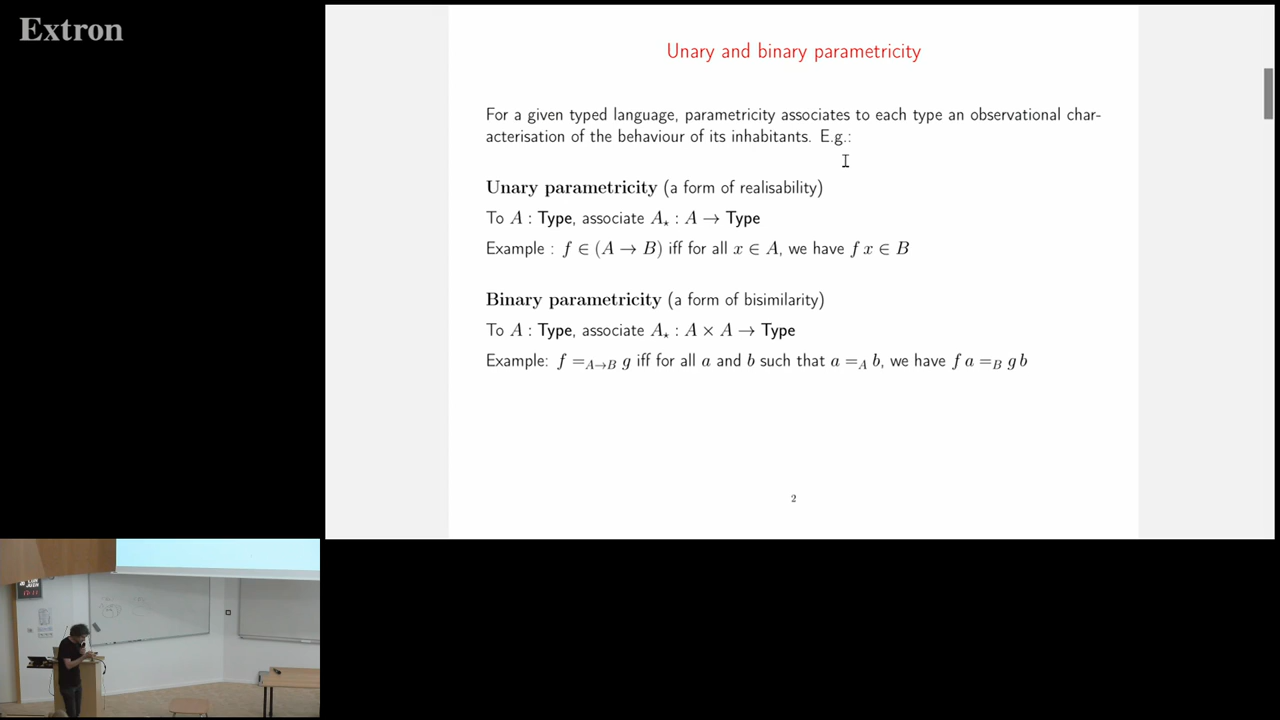 Extron
Unary and binary parametricity
For a given typed language, parametricity associates to each type an observational char-
acterisation of the behaviour of its inhabitants. E.g.:
Unary parametricity (a form of realisability)
To A : Type, associate A⋆ : A → Type
Example : f ∈ (A → B) iff for all x ∈ A, we have f x ∈ B
Binary parametricity (a form of bisimilarity)
To A : Type, associate A⋆ : A × A → Type
Example: f =A→B g iff for all a and b such that a =A b, we have f a =B g b
2